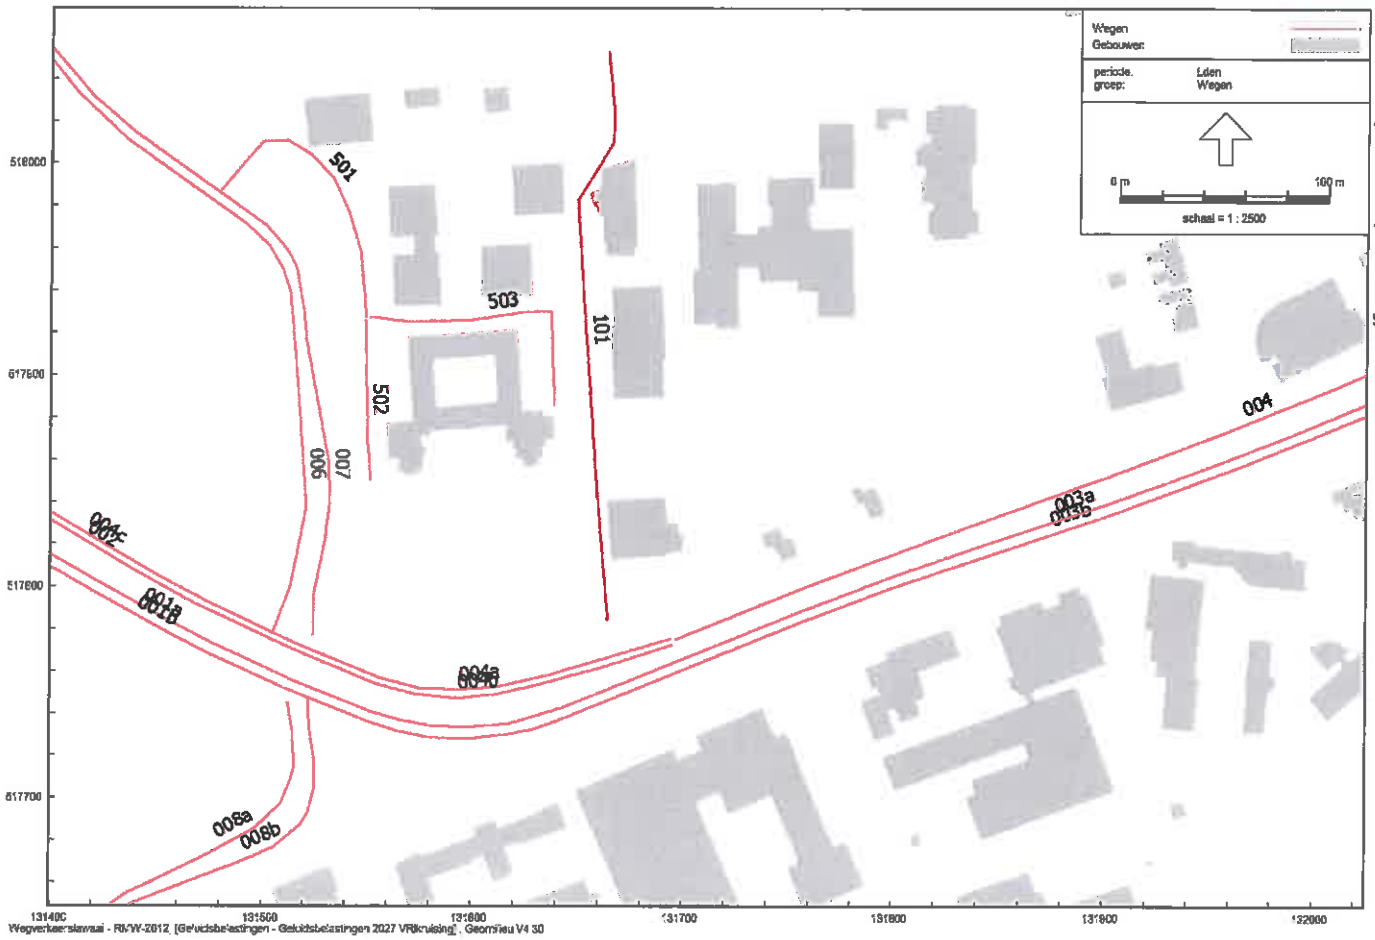 Wegen
Gebouwen
periode: Lden
groep: Wegen
0 m 100 m
schaal = 1 : 2500
518000
501
503
101
517900
502
004
007
006
003a
003b
004c
002
517800
001a
001b
004a
004b
517700
008a
008b
131400 131500 131600 131700 131800 131900 132000
Wegverkeerslawaai - RMW-2012, [Geluidsbelastingen - Geluidsbelastingen 2027 VRIkruising], Geomilieu V4.30